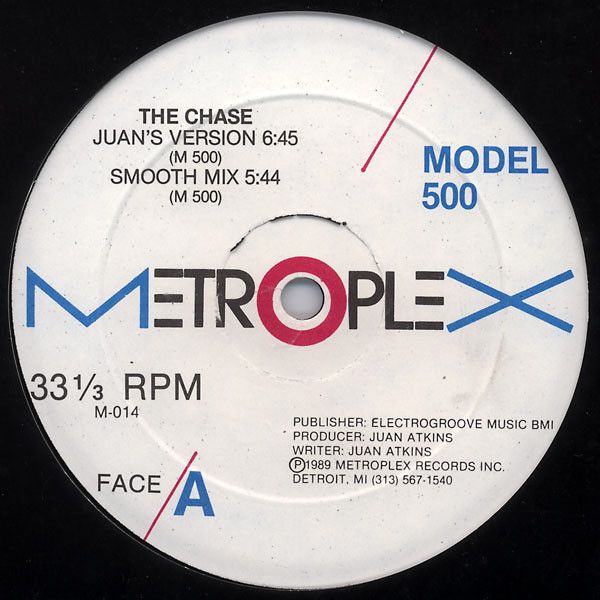 THE CHASE
JUAN'S VERSION 6:45
(M 500)
SMOOTH MIX 5:44
(M 500)
MODEL
500
METROPLEX
33 1/3 RPM
M-014
PUBLISHER: ELECTROGROOVE MUSIC BMI
PRODUCER: JUAN ATKINS
WRITER: JUAN ATKINS
Ⓟ1989 METROPLEX RECORDS INC.
DETROIT, MI (313) 567-1540
FACE A